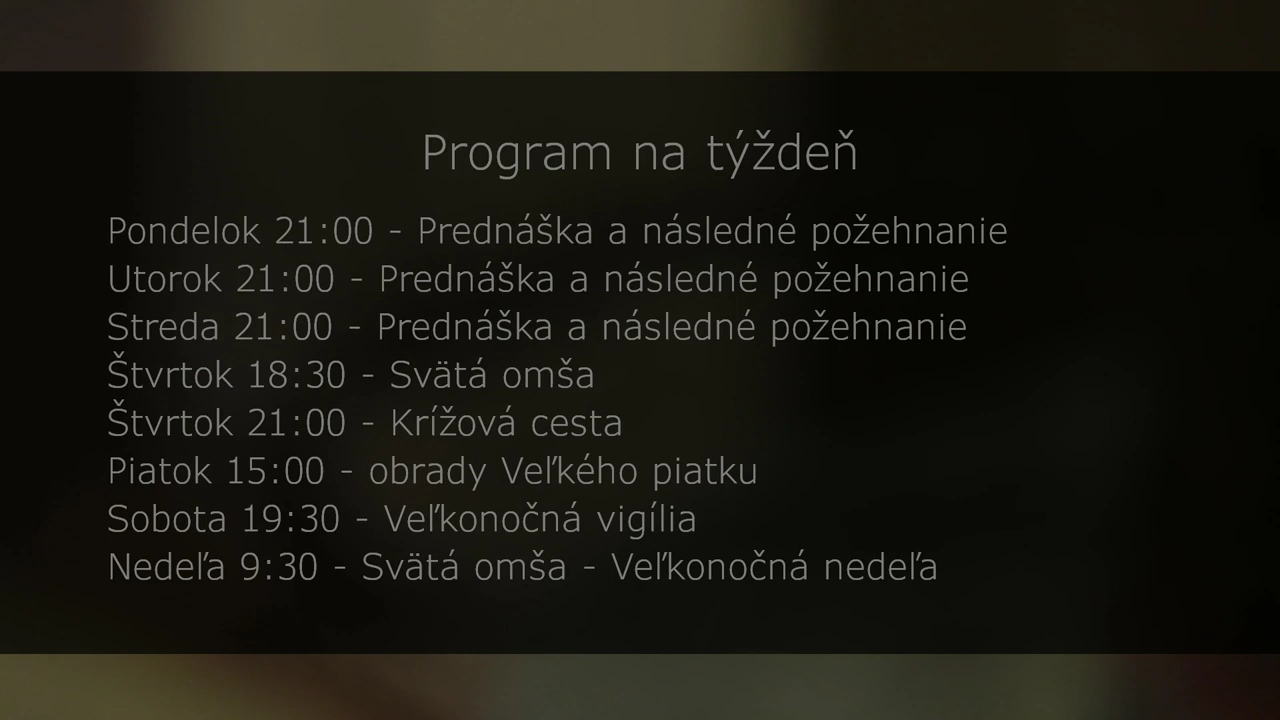 Program na týždeň
Pondelok 21:00 - Prednáška a následné požehnanie
Utorok 21:00 - Prednáška a následné požehnanie
Streda 21:00 - Prednáška a následné požehnanie
Štvrtok 18:30 - Svätá omša
Štvrtok 21:00 - Krížová cesta
Piatok 15:00 - obrady Veľkého piatku
Sobota 19:30 - Veľkonočná vigília
Nedeľa 9:30 - Svätá omša - Veľkonočná nedeľa